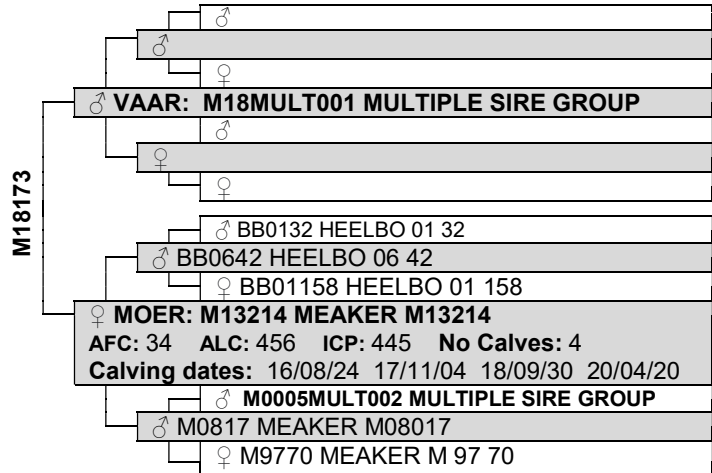 ♂
♂
♀
♂ VAAR: M18MULT001 MULTIPLE SIRE GROUP
♂
♀
♀
M18173
♂ BB0132 HEELBO 01 32
♂ BB0642 HEELBO 06 42
♀ BB01158 HEELBO 01 158
♀ MOER: M13214 MEAKER M13214
AFC: 34 ALC: 456 ICP: 445 No Calves: 4
Calving dates: 16/08/24 17/11/04 18/09/30 20/04/20
♂ M0005MULT002 MULTIPLE SIRE GROUP
♂ M0817 MEAKER M08017
♀ M9770 MEAKER M 97 70